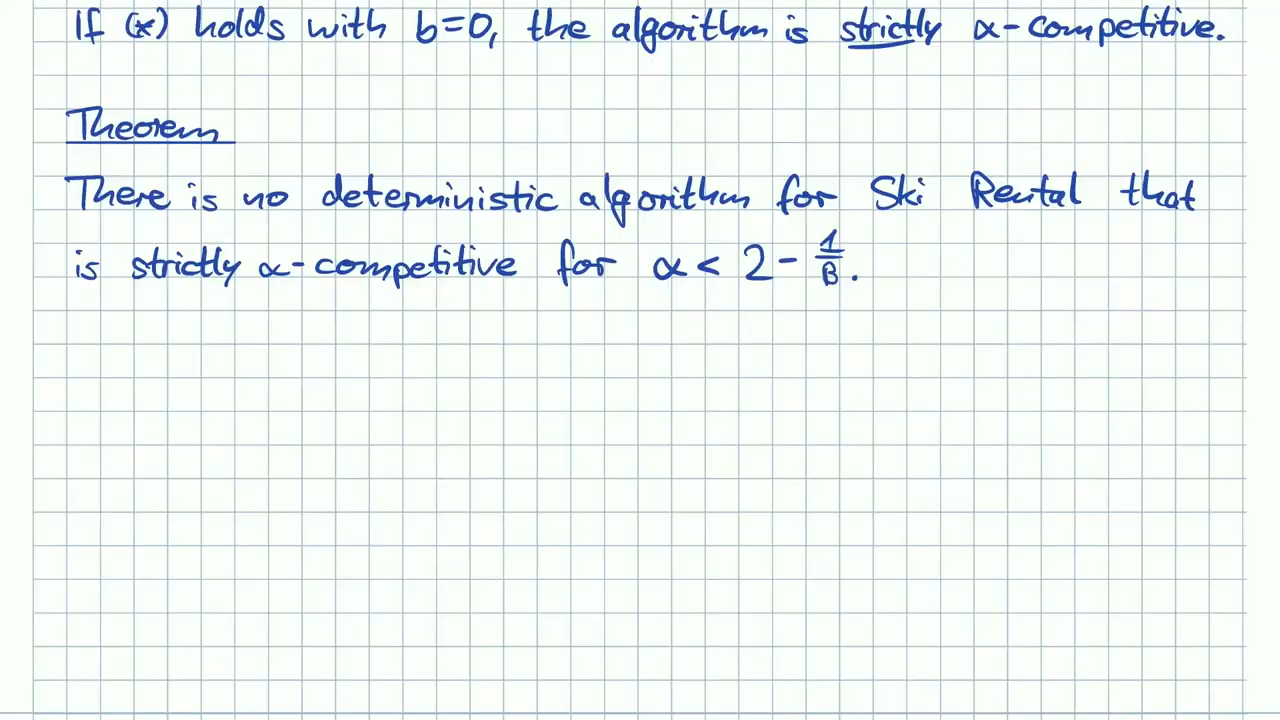 If (*) holds with b=0, the algorithm is strictly α-competitive.
Theorem
There is no deterministic algorithm for Ski Rental that
is strictly α-competitive for α < 2 - 1/B.